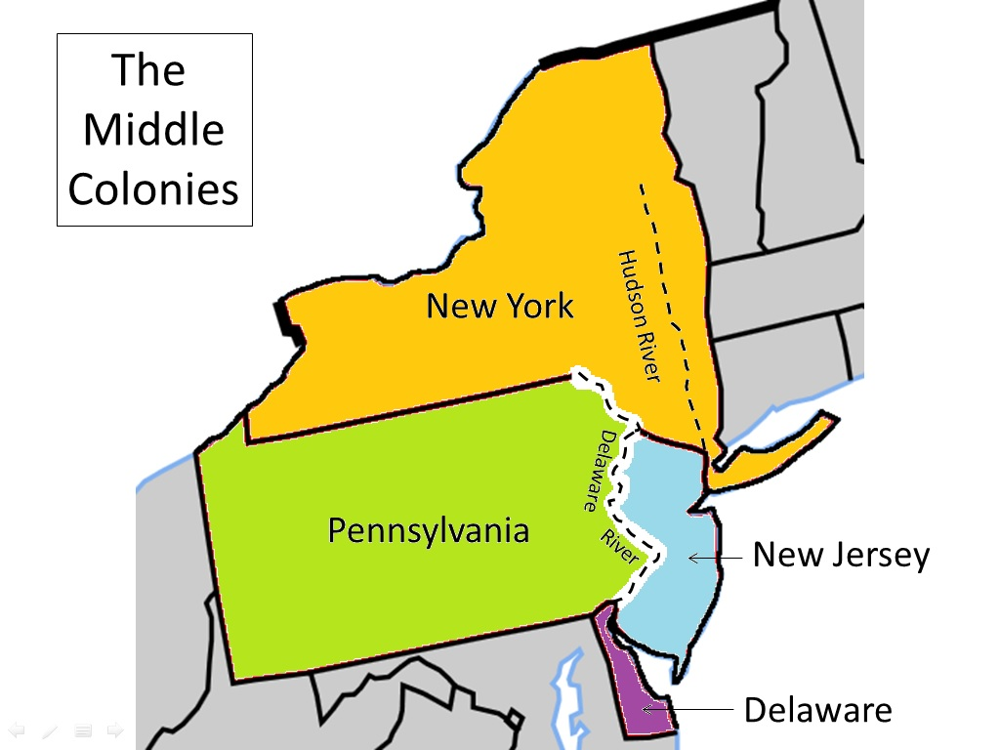 The
Middle
Colonies
New York
Hudson River
Delaware
River
Pennsylvania
New Jersey
Delaware